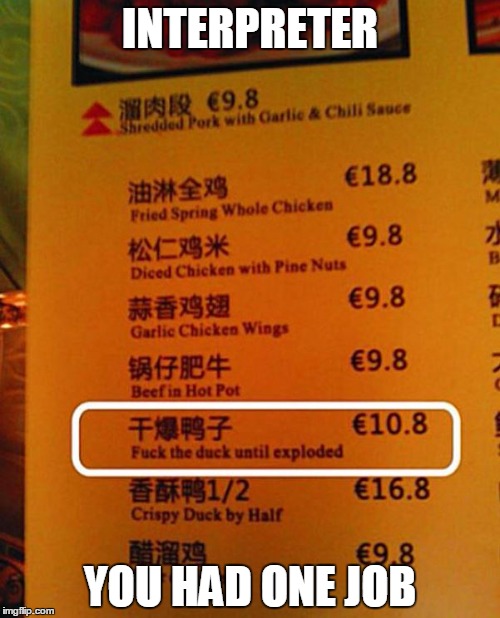 INTERPRETER
溜肉段 €9.8
Shredded Pork with Garlic & Chili Sauce
油淋全鸡 €18.8
Fried Spring Whole Chicken
松仁鸡米 €9.8
Diced Chicken with Pine Nuts
蒜香鸡翅 €9.8
Garlic Chicken Wings
锅仔肥牛 €9.8
Beef in Hot Pot
干爆鸭子 €10.8
Fuck the duck until exploded
香酥鸭1/2 €16.8
Crispy Duck by Half
醋溜鸡 €9.8
YOU HAD ONE JOB
imgflip.com